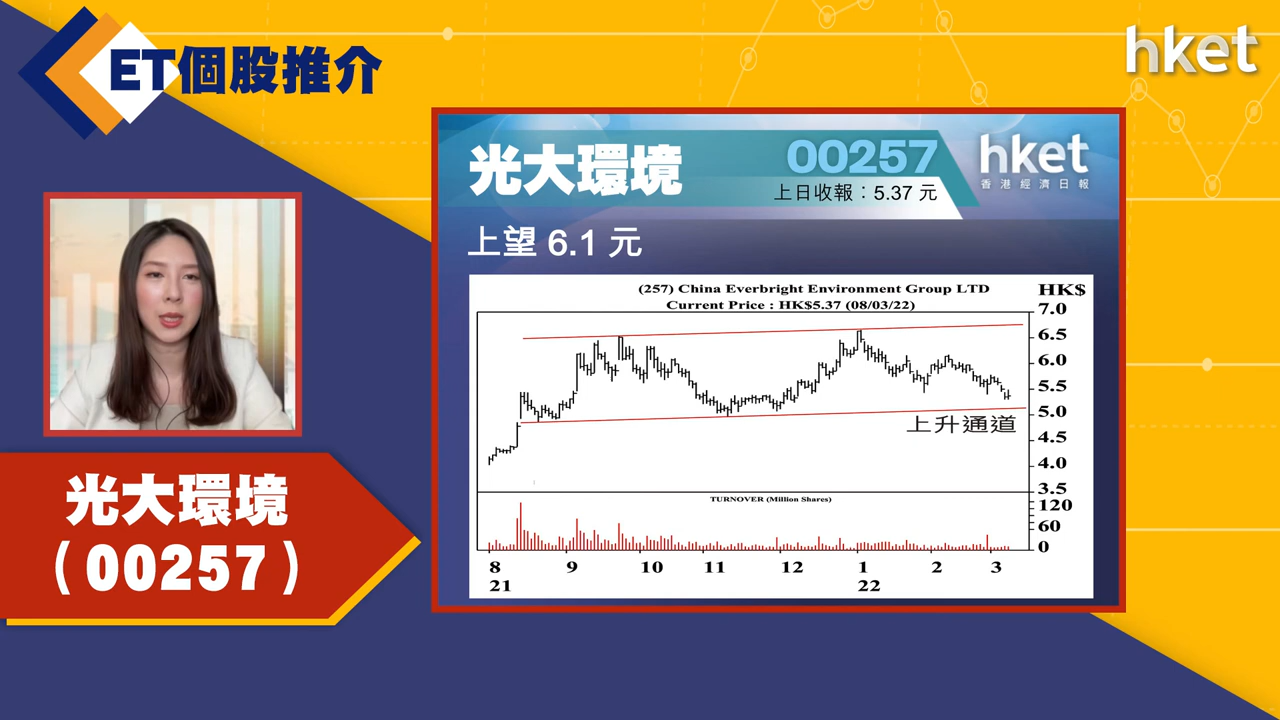 ET個股推介
hket
光大環境
00257
上日收報：5.37 元
hket
香港經濟日報
上望 6.1 元
(257) China Everbright Environment Group LTD
Current Price : HK$5.37 (08/03/22)
HK$
7.0
6.5
6.0
5.5
5.0
4.5
4.0
3.5
上升通道
TURNOVER (Million Shares)
120
60
0
8 9 10 11 12 1 2 3
21 22
光大環境
（00257）